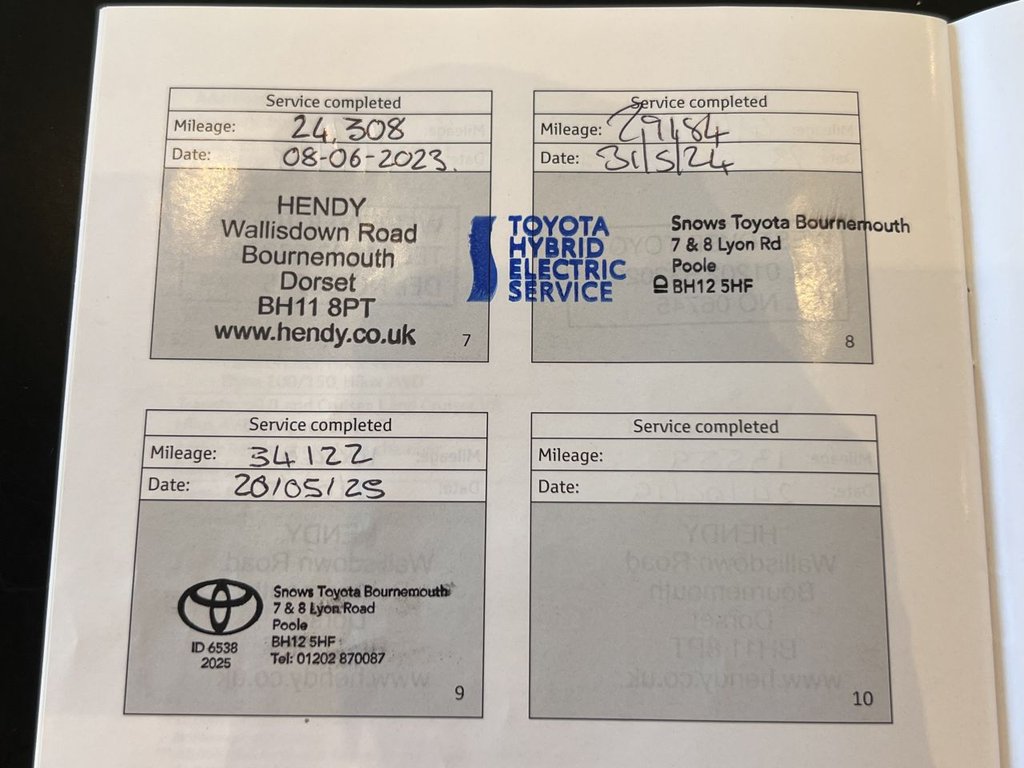 Service completed
Mileage: 24,308
Date: 08-06-2023.
HENDY
Wallisdown Road
Bournemouth
Dorset
BH11 8PT
www.hendy.co.uk
7
Service completed
Mileage: 29484
Date: 31/5/24
TOYOTA
HYBRID
ELECTRIC
SERVICE
Snows Toyota Bournemouth
7 & 8 Lyon Rd
Poole
ID BH12 5HF
8
Service completed
Mileage: 34122
Date: 20/05/25
Snows Toyota Bournemouth
7 & 8 Lyon Road
Poole
BH12 5HF
Tel: 01202 870087
ID 6538
2025
9
Service completed
Mileage:
Date:
10